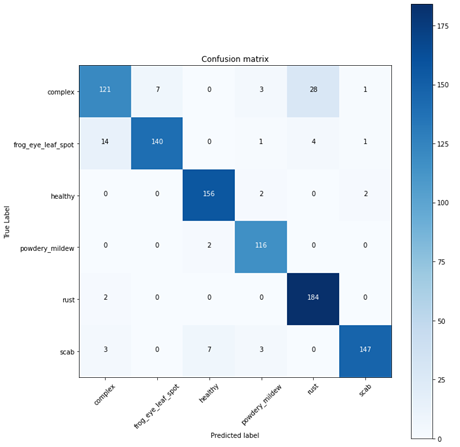 Confusion matrix
True Label
complex 121 7 0 3 28 1
frog_eye_leaf_spot 14 140 0 1 4 1
healthy 0 0 156 2 0 2
powdery_mildew 0 0 2 116 0 0
rust 2 0 0 0 184 0
scab 3 0 7 3 0 147
complex frog_eye_leaf_spot healthy powdery_mildew rust scab
Predicted label
175
150
125
100
75
50
25
0